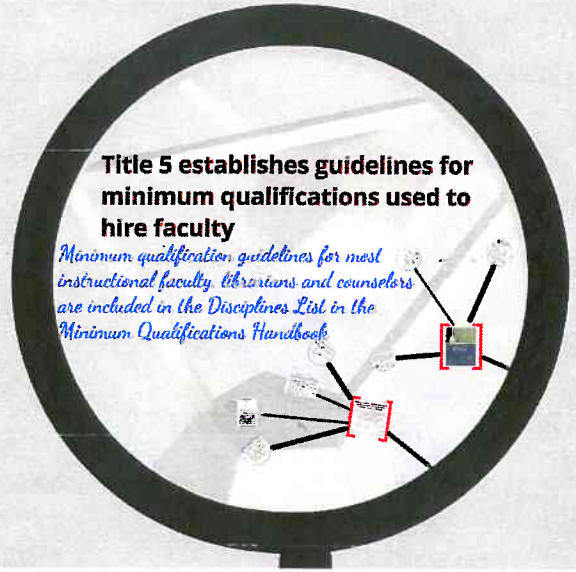 Title 5 establishes guidelines for
minimum qualifications used to
hire faculty
Minimum qualification guidelines for most
instructional faculty, librarians and counselors
are included in the Disciplines List in the
Minimum Qualifications Handbook